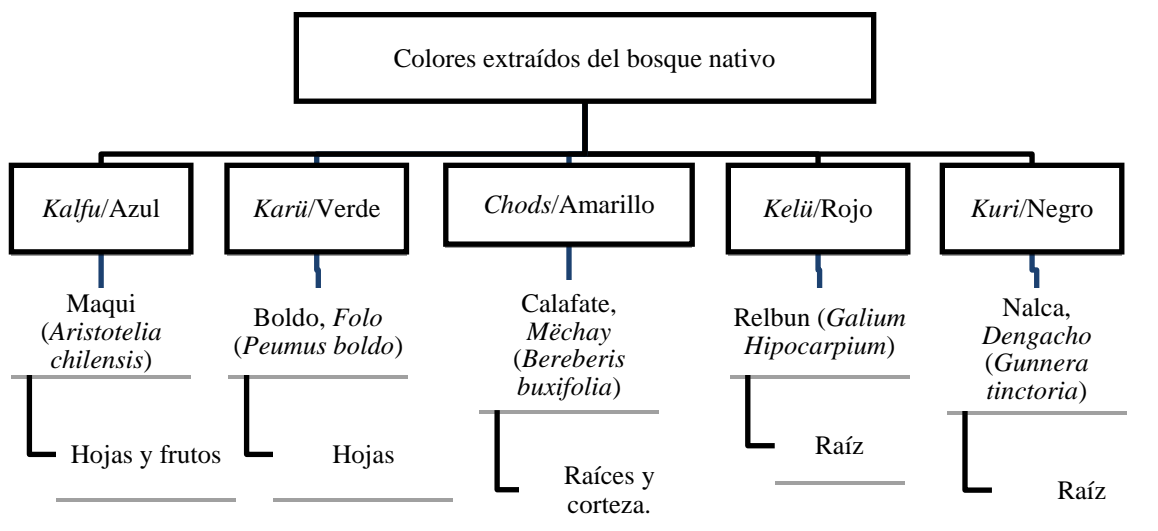 Colores extraídos del bosque nativo
Kalfu/Azul
Karü/Verde
Chods/Amarillo
Kelü/Rojo
Kuri/Negro
Maqui
(Aristotelia
chilensis)
Boldo, Folo
(Peumus boldo)
Calafate,
Mëchay
(Bereberis
buxifolia)
Relbun (Galium
Hipocarpium)
Nalca,
Dengacho
(Gunnera
tinctoria)
Hojas y frutos
Hojas
Raíces y
corteza.
Raíz
Raíz